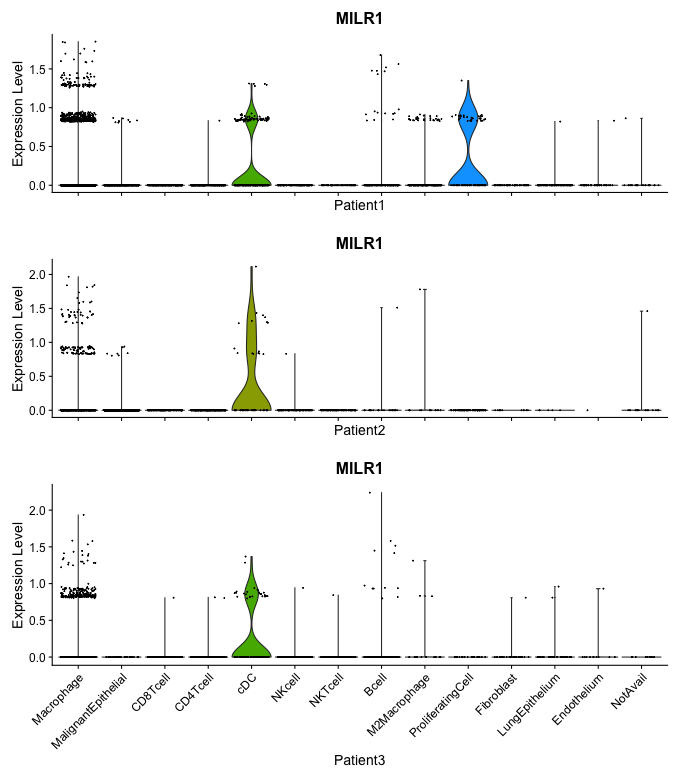 MILR1
Expression Level
1.5
1.0
0.5
0.0
Patient1
MILR1
Expression Level
2.0
1.5
1.0
0.5
0.0
Patient2
MILR1
Expression Level
2.0
1.5
1.0
0.5
0.0
Macrophage
MalignantEpithelial
CD8Tcell
CD4Tcell
cDC
NKcell
NKTcell
Bcell
M2Macrophage
ProliferatingCell
Fibroblast
LungEpithelium
Endothelium
NotAvail
Patient3